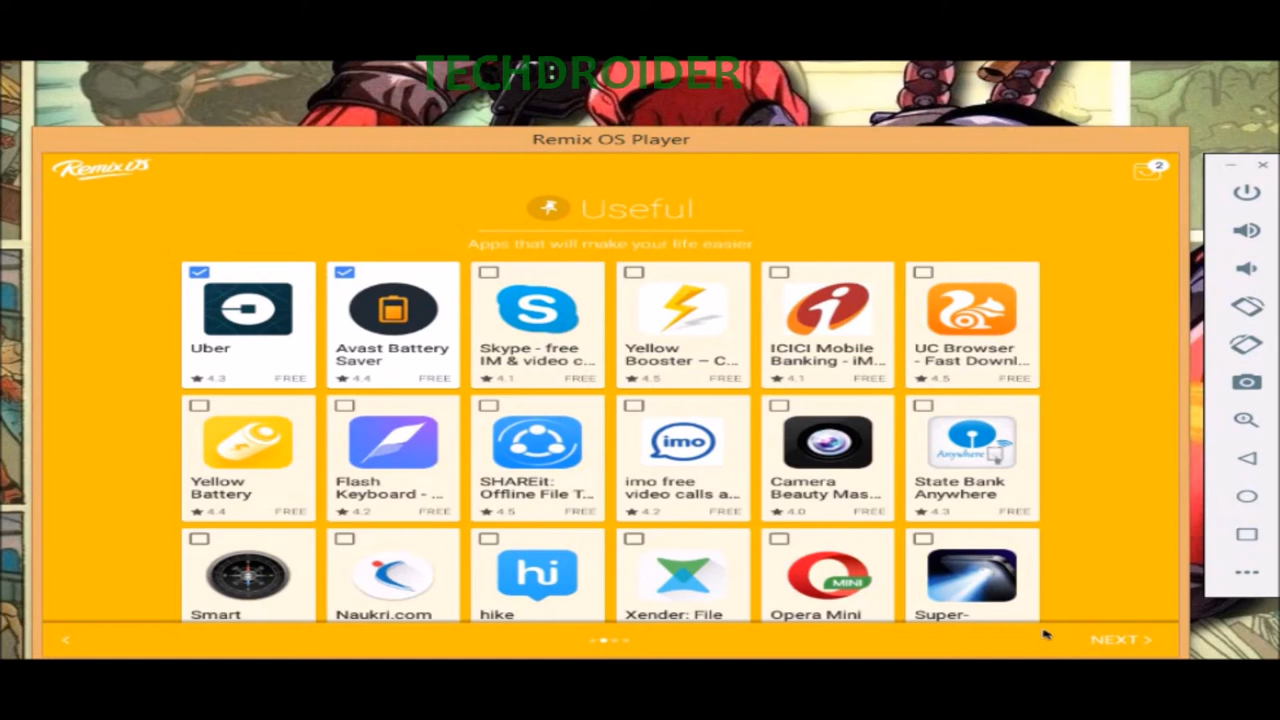 TECHDROIDER
Remix OS Player
Remix OS
2
Useful
Apps that will make your life easier
Uber
4.3 FREE
Avast Battery
Saver
4.4 FREE
Skype - free
IM & video c...
4.1 FREE
Yellow
Booster – C...
4.5 FREE
ICICI Mobile
Banking - iM...
4.1 FREE
UC Browser
- Fast Downl...
4.5 FREE
Yellow
Battery
4.4 FREE
Flash
Keyboard - ...
4.2 FREE
SHAREit:
Offline File T...
4.5 FREE
imo
imo free
video calls a...
4.2 FREE
Camera
Beauty Mas...
4.0 FREE
Anywhere
State Bank
Anywhere
4.3 FREE
Smart
Naukri.com
hi
hike
Xender: File
MINI
Opera Mini
Super-
NEXT >